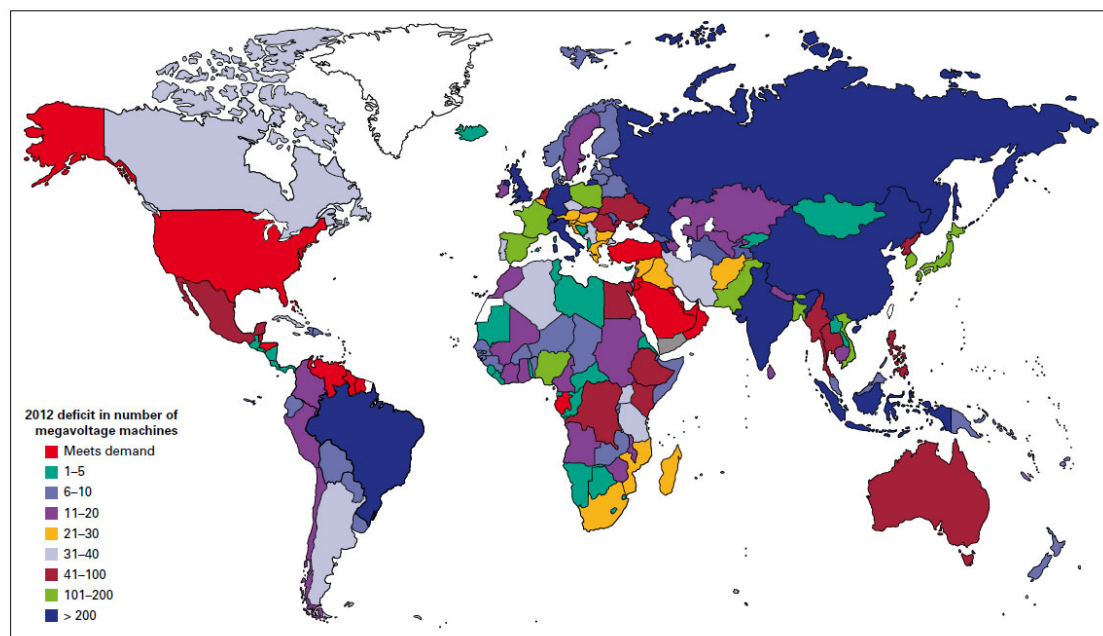 2012 deficit in number of
megavoltage machines
Meets demand
1–5
6–10
11–20
21–30
31–40
41–100
101–200
> 200